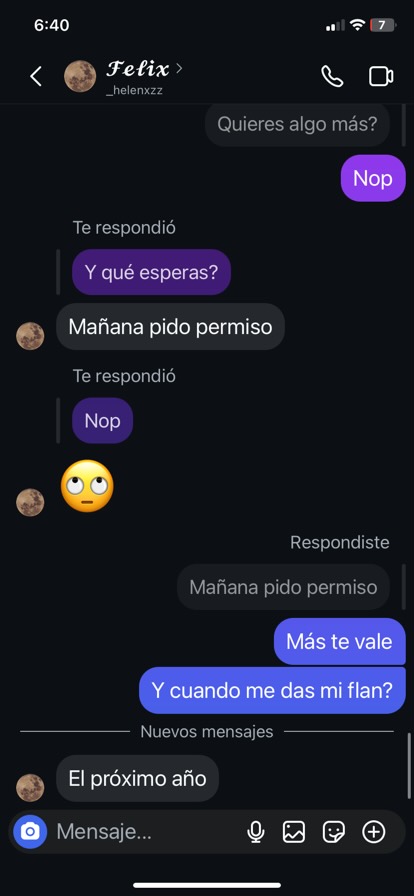 6:40
7
Felix
_helenxzz
Quieres algo más?
Nop
Te respondió
Y qué esperas?
Mañana pido permiso
Te respondió
Nop
Respondiste
Mañana pido permiso
Más te vale
Y cuando me das mi flan?
Nuevos mensajes
El próximo año
Mensaje...